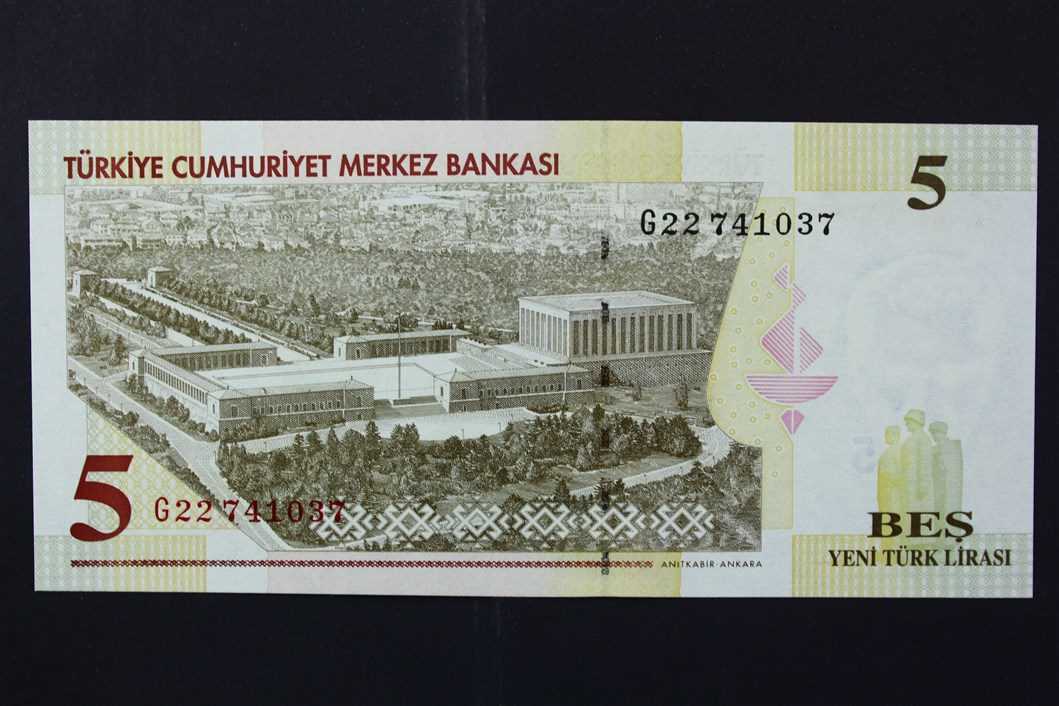 TÜRKİYE CUMHURİYET MERKEZ BANKASI
5
G22 741037
5
G22 741037
BEŞ
YENİ TÜRK LİRASI
ANITKABİR·ANKARA